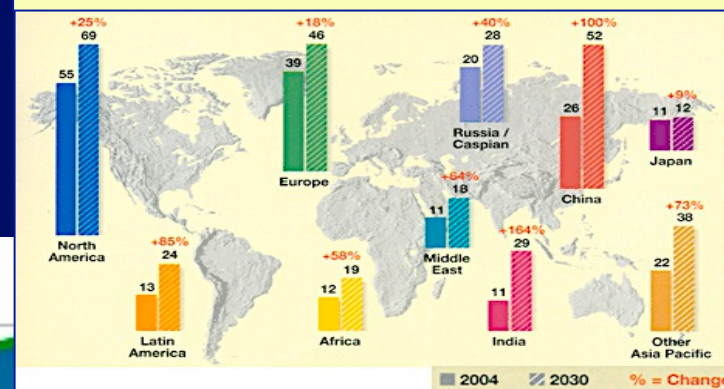 +25%
69
55
North
America
+18%
46
39
Europe
+40%
28
20
Russia /
Caspian
+100%
52
26
China
+9%
11 12
Japan
+85%
24
13
Latin
America
+58%
19
12
Africa
+64%
18
11
Middle
East
+164%
29
11
India
+73%
38
22
Other
Asia Pacific
2004 2030 % = Change